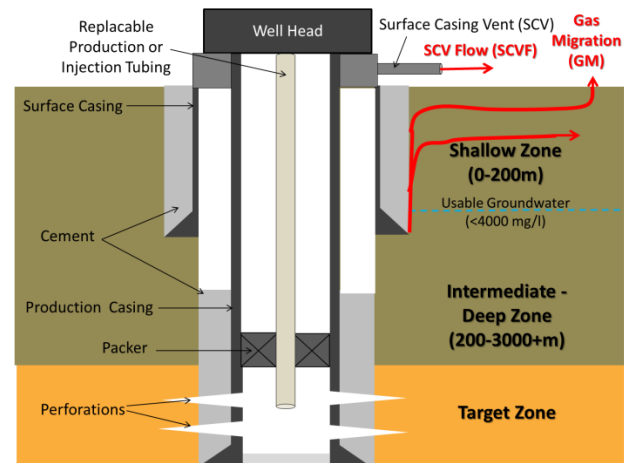 Replacable
Production or
Injection Tubing
Well Head
Surface Casing Vent (SCV)
SCV Flow (SCVF)
Gas
Migration
(GM)
Surface Casing
Shallow Zone
(0-200m)
Usable Groundwater
(<4000 mg/l)
Cement
Production Casing
Intermediate -
Deep Zone
(200-3000+m)
Packer
Perforations
Target Zone